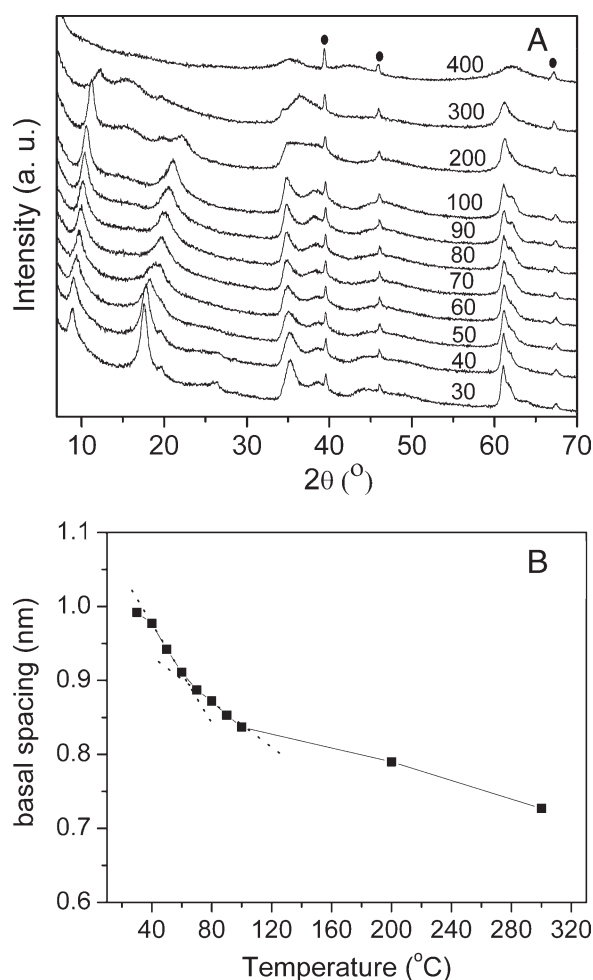 A
400
300
200
100
90
80
70
60
50
40
30
Intensity (a. u.)
10 20 30 40 50 60 70
2θ (°)
B
1.1
1.0
0.9
0.8
0.7
0.6
basal spacing (nm)
40 80 120 160 200 240 280 320
Temperature (°C)